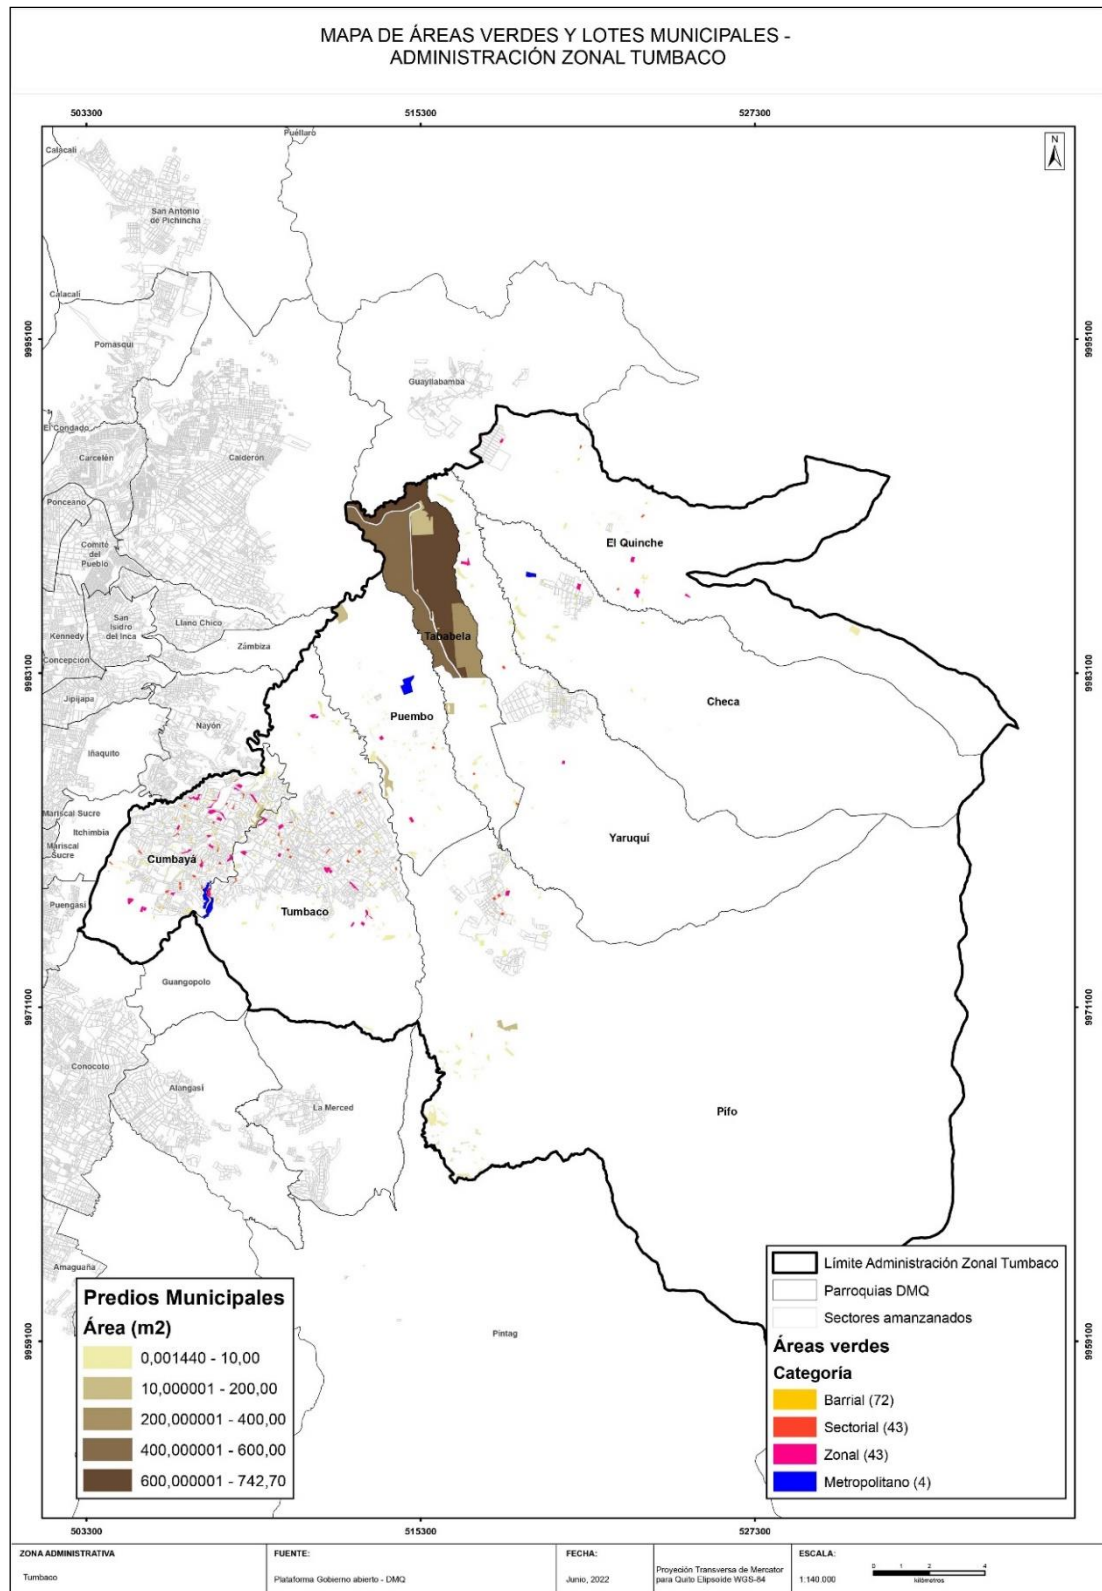 MAPA DE ÁREAS VERDES Y LOTES MUNICIPALES -
ADMINISTRACIÓN ZONAL TUMBACO
503300
515300
527300
Puéllaro
N
Calacalí
San Antonio
de Pichincha
Calacalí
Pomasqui
9995100
9995100
Guayllabamba
El Condado
Carcelén
Calderón
Ponceano
Comité
del
Pueblo
El Quinche
San
Isidro
del Inca
Llano Chico
Kennedy
Tababela
Zámbiza
Concepción
9983100
9983100
Jipijapa
Checa
Puembo
Nayón
Iñaquito
Mariscal Sucre
Itchimbía
Mariscal
Sucre
Yaruquí
Cumbayá
Puengasí
Tumbaco
Guangopolo
9971100
9971100
Conocoto
Alangasí
La Merced
Pifo
Amaguaña
Pintag
9959100
9959100
Predios Municipales
Área (m2)
0,001440 - 10,00
10,000001 - 200,00
200,000001 - 400,00
400,000001 - 600,00
600,000001 - 742,70
Límite Administración Zonal Tumbaco
Parroquias DMQ
Sectores amanzanados
Áreas verdes
Categoría
Barrial (72)
Sectorial (43)
Zonal (43)
Metropolitano (4)
503300
515300
527300
ZONA ADMINISTRATIVA
Tumbaco
FUENTE:
Plataforma Gobierno abierto - DMQ
FECHA:
Junio, 2022
Proyeción Transversa de Mercator
para Quito Elipsoide WGS-84
ESCALA:
1:140.000
0 1 2 4
kilómetros